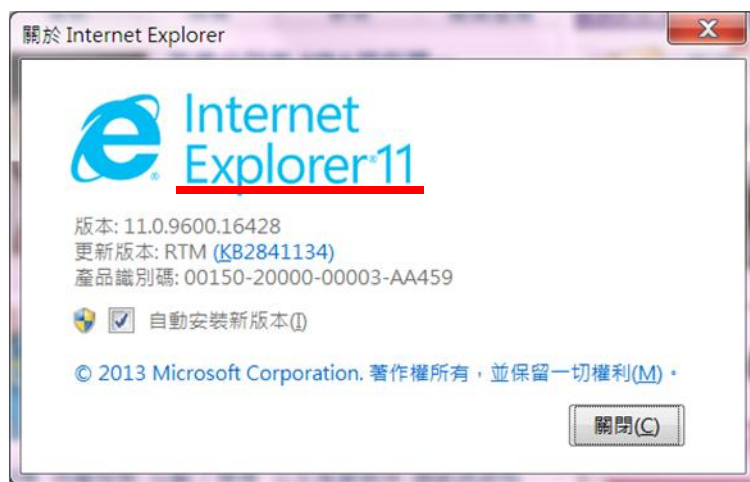 關於 Internet Explorer
X
Internet
Explorer®11
版本: 11.0.9600.16428
更新版本: RTM (KB2841134)
產品識別碼: 00150-20000-00003-AA459
自動安裝新版本(I)
© 2013 Microsoft Corporation. 著作權所有，並保留一切權利(M)。
關閉(C)